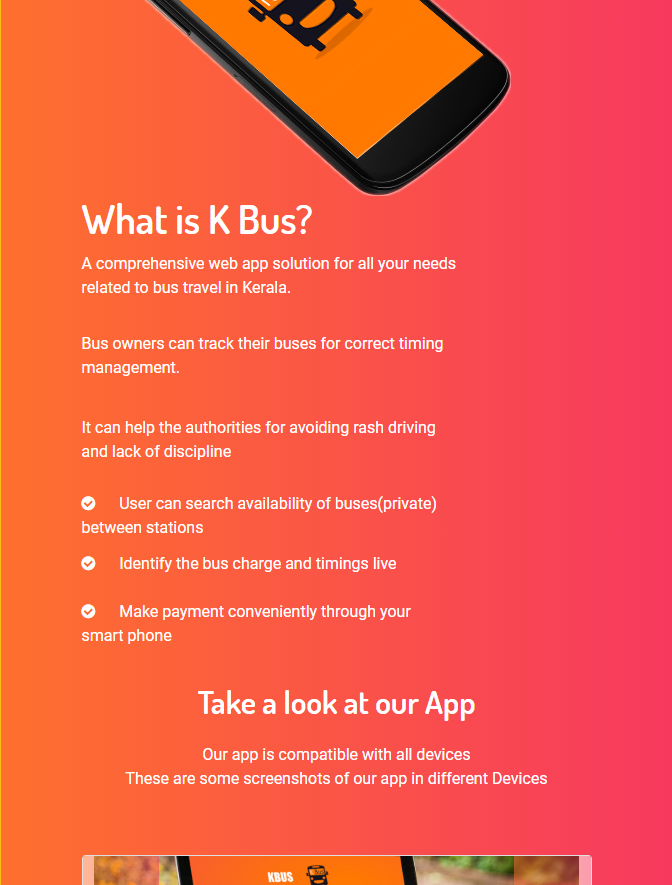 What is K Bus?
A comprehensive web app solution for all your needs
related to bus travel in Kerala.
Bus owners can track their buses for correct timing
management.
It can help the authorities for avoiding rash driving
and lack of discipline
User can search availability of buses(private)
between stations
Identify the bus charge and timings live
Make payment conveniently through your
smart phone
Take a look at our App
Our app is compatible with all devices
These are some screenshots of our app in different Devices
KBUS